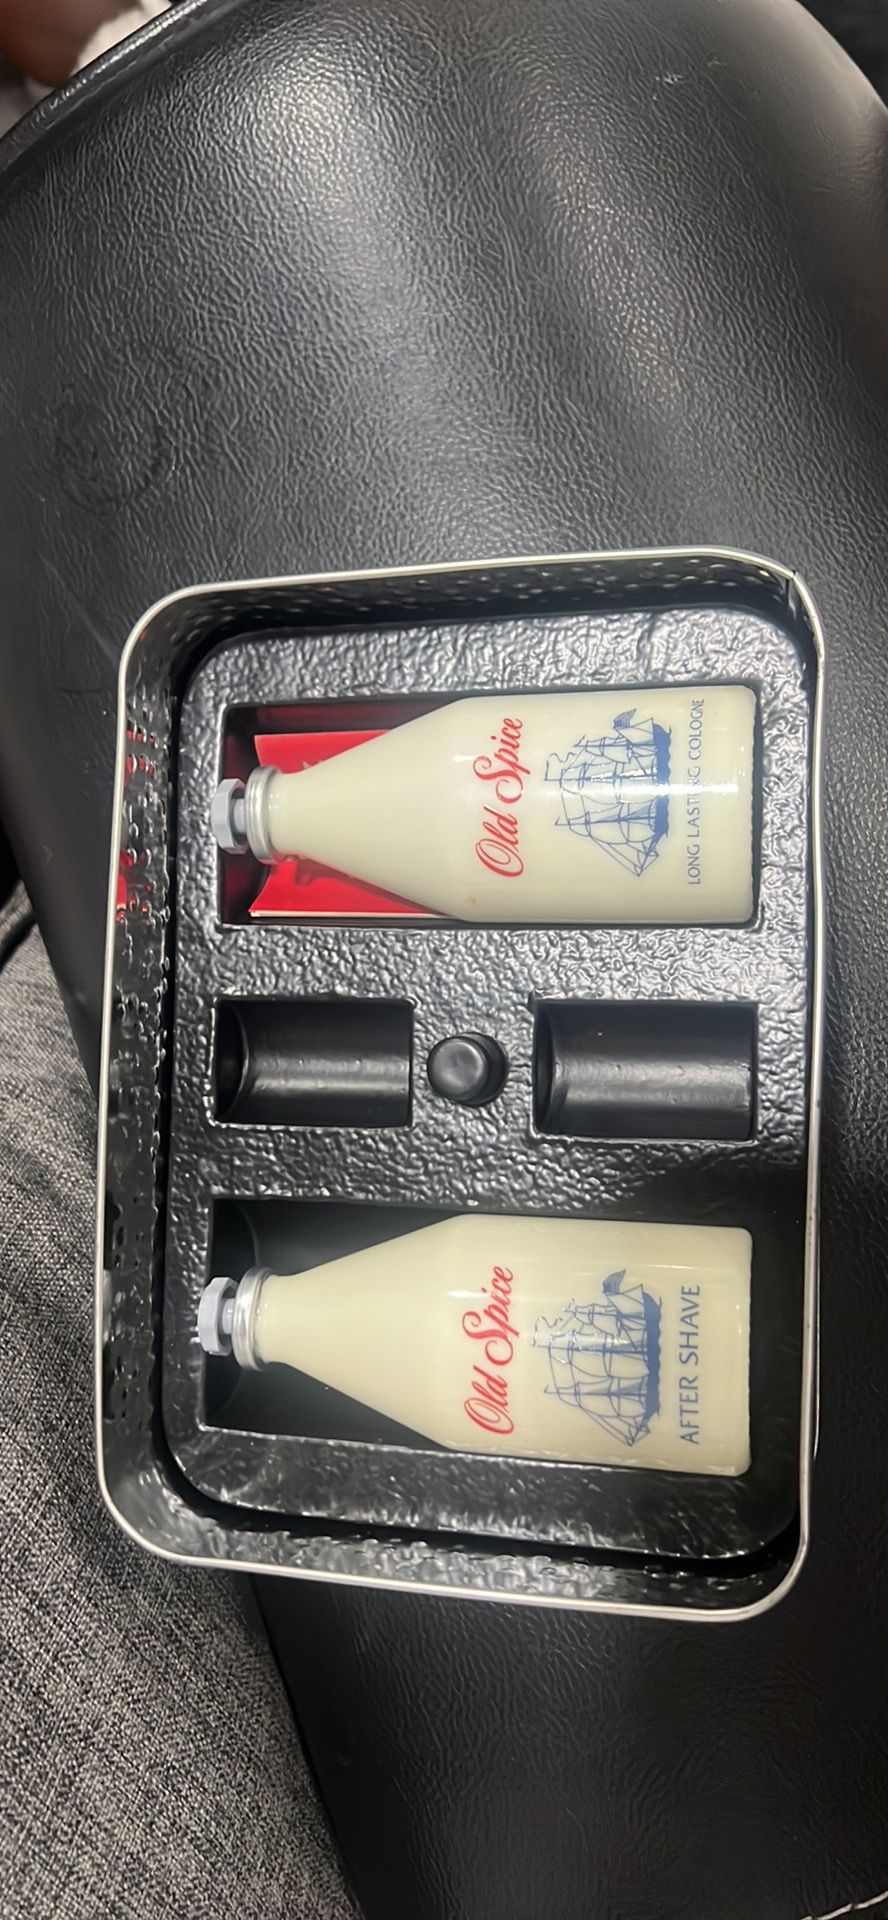 Old Spice
LONG LASTING COLOGNE
Old Spice
AFTER SHAVE